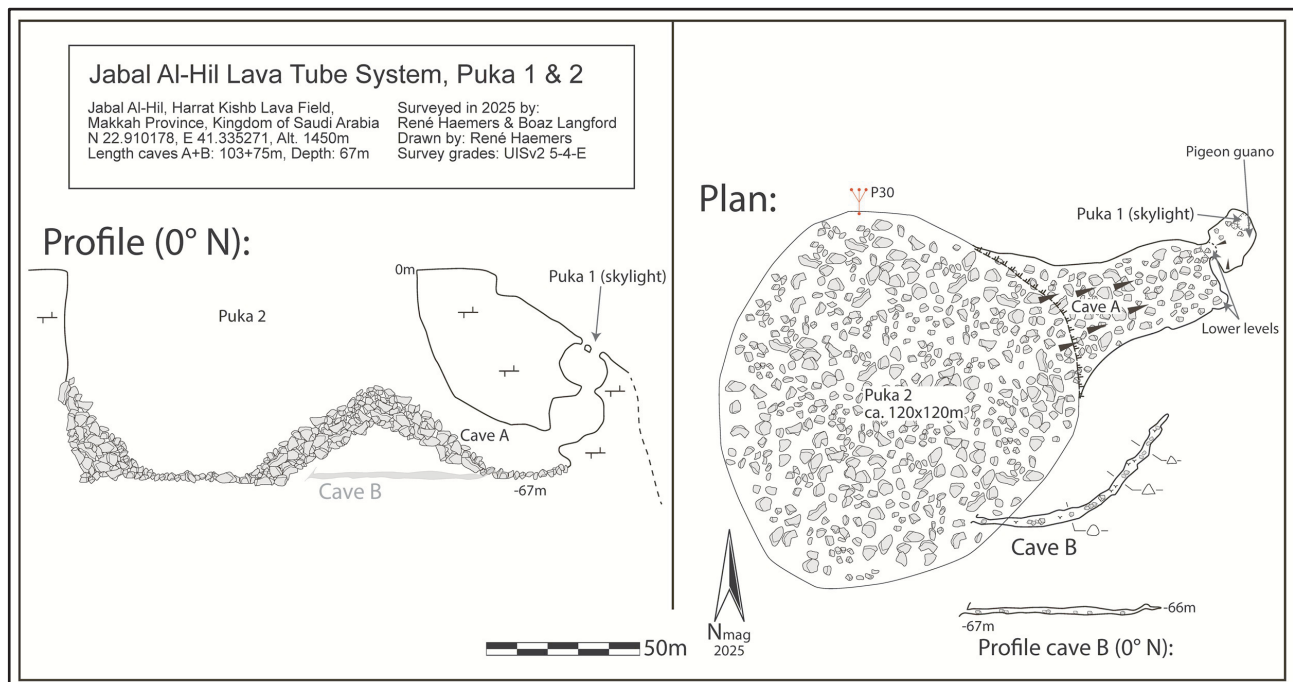 Jabal Al-Hil Lava Tube System, Puka 1 & 2
Jabal Al-Hil, Harrat Kishb Lava Field,
Makkah Province, Kingdom of Saudi Arabia
N 22.910178, E 41.335271, Alt. 1450m
Length caves A+B: 103+75m, Depth: 67m
Surveyed in 2025 by:
René Haemers & Boaz Langford
Drawn by: René Haemers
Survey grades: UISv2 5-4-E
Profile (0° N):
0m
Puka 1 (skylight)
Puka 2
Cave A
Cave B
-67m
50m
Plan:
P30
Pigeon guano
Puka 1 (skylight)
Cave A
Lower levels
Puka 2
ca. 120x120m
Cave B
Nmag
2025
-66m
-67m
Profile cave B (0° N):